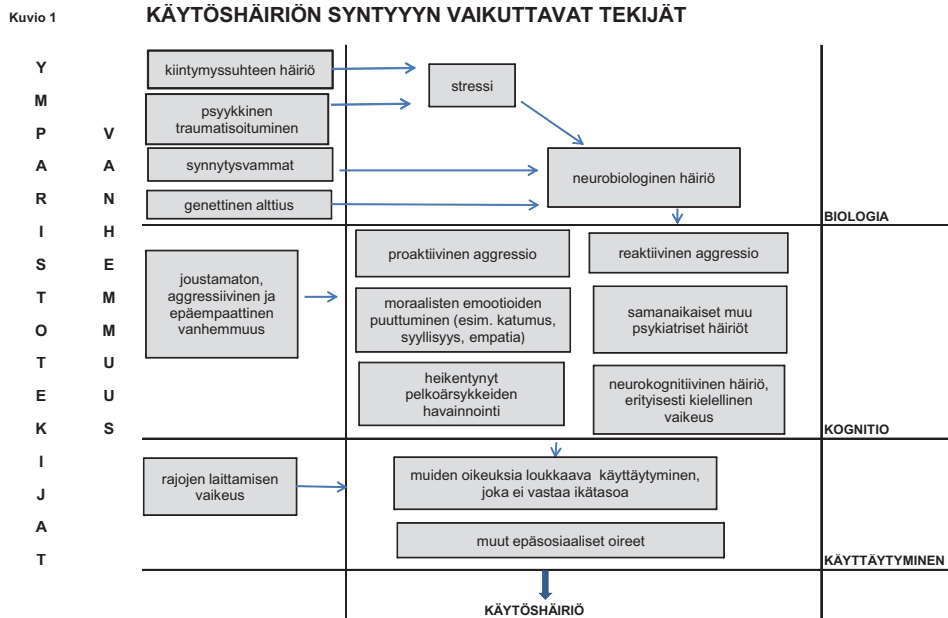 Kuvio 1
KÄYTÖSHÄIRIÖN SYNTYYYN VAIKUTTAVAT TEKIJÄT
YMPÄRISTOTEKIJAT
VANHEMMUUS
kiintymyssuhteen häiriö
stressi
psyykkinen
traumatisoituminen
synnytysvammat
neurobiologinen häiriö
genettinen alttius
BIOLOGIA
joustamaton,
aggressiivinen ja
epäempaattinen
vanhemmuus
proaktiivinen aggressio
reaktiivinen aggressio
moraalisten emootioiden
puuttuminen (esim. katumus,
syyllisyys, empatia)
samanaikaiset muu
psykiatriset häiriöt
heikentynyt
pelkoärsykkeiden
havainnointi
neurokognitiivinen häiriö,
erityisesti kielellinen
vaikeus
KOGNITIO
rajojen laittamisen
vaikeus
muiden oikeuksia loukkaava käyttäytyminen,
joka ei vastaa ikätasoa
muut epäsosiaaliset oireet
KÄYTTÄYTYMINEN
KÄYTÖSHÄIRIÖ